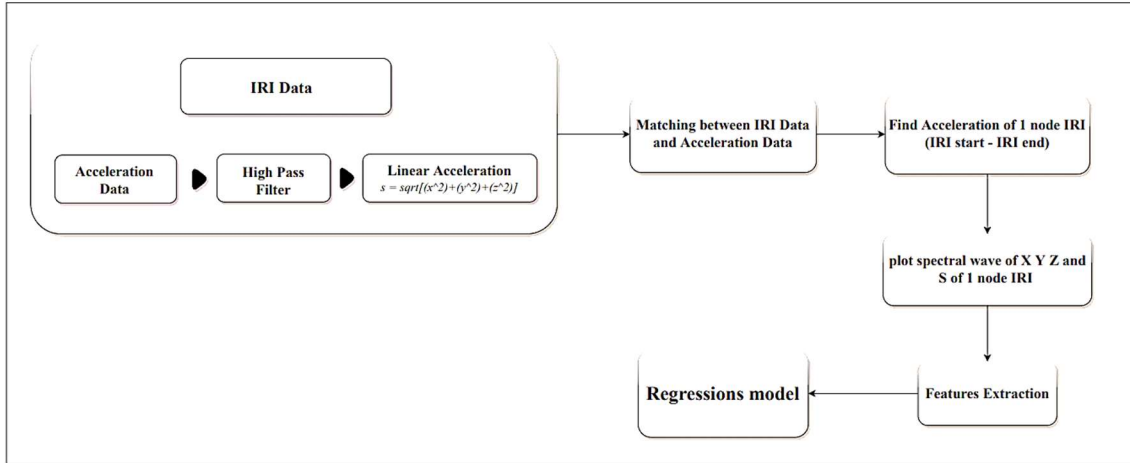 IRI Data
Acceleration
Data
High Pass
Filter
Linear Acceleration
s = sqrt[(x^2)+(y^2)+(z^2)]
Matching between IRI Data
and Acceleration Data
Find Acceleration of 1 node IRI
(IRI start - IRI end)
plot spectral wave of X Y Z and
S of 1 node IRI
Features Extraction
Regressions model